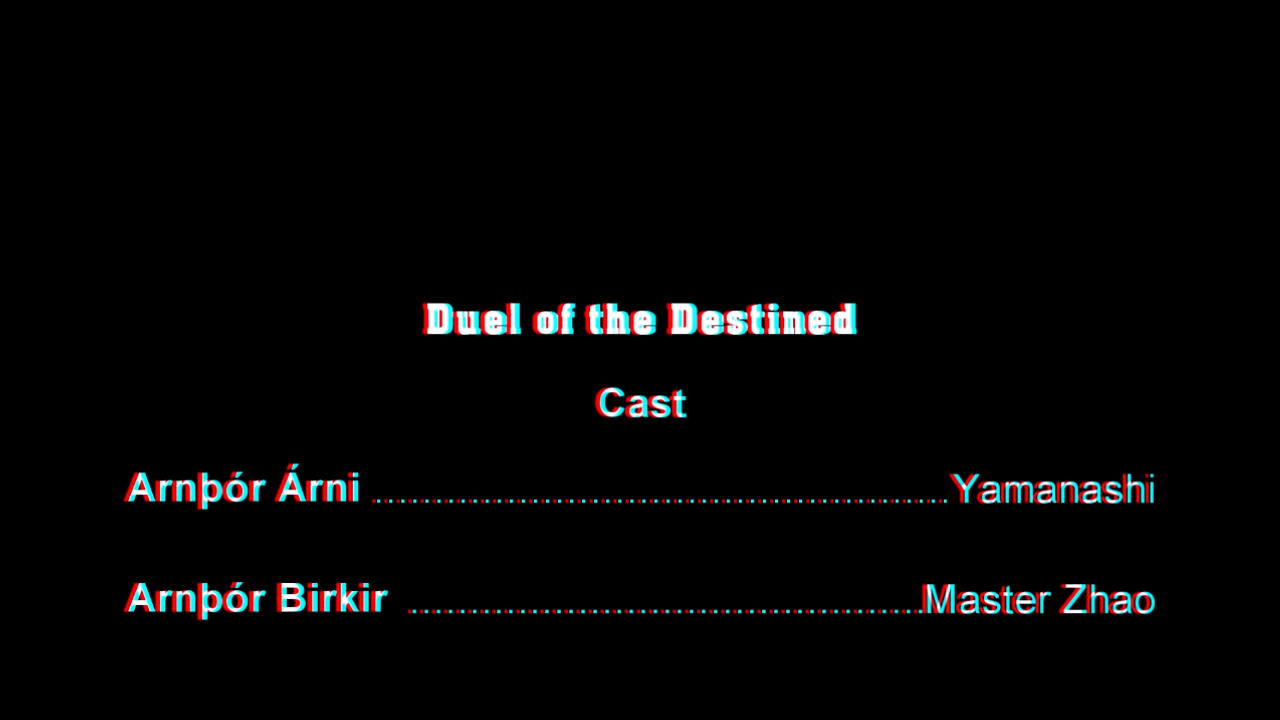 Duel of the Destined
Cast
Arnþór Árni ................................................Yamanashi
Arnþór Birkir ...........................................Master Zhao